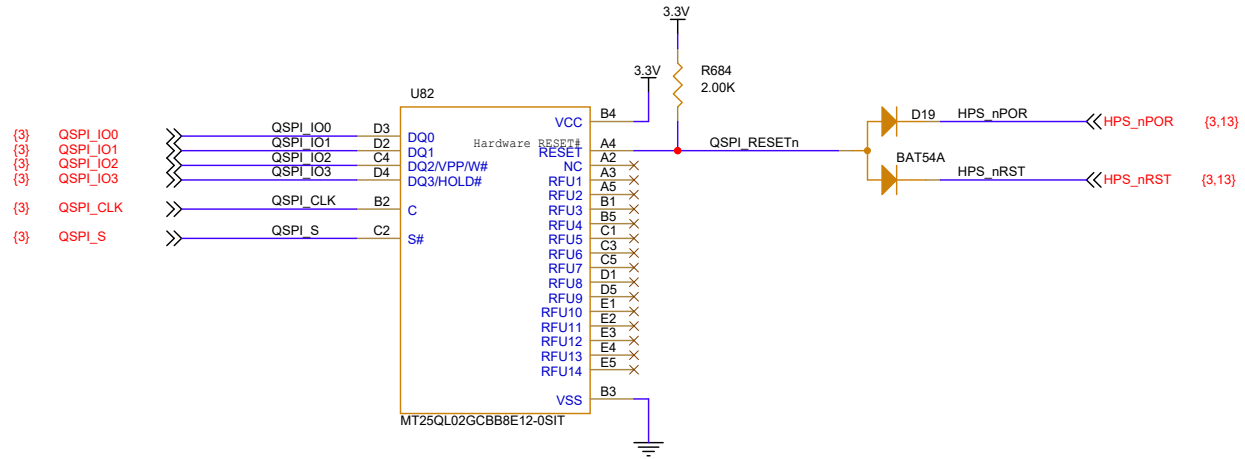 3.3V
3.3V
R684
2.00K
U82
{3} QSPI_IO0 QSPI_IO0 D3 DQ0
{3} QSPI_IO1 QSPI_IO1 D2 DQ1
{3} QSPI_IO2 QSPI_IO2 C4 DQ2/VPP/W#
{3} QSPI_IO3 QSPI_IO3 D4 DQ3/HOLD#
{3} QSPI_CLK QSPI_CLK B2 C
{3} QSPI_S QSPI_S C2 S#
VCC B4
Hardware RESET#
RESET A4 QSPI_RESETn
NC A2
RFU1 A3
RFU2 A5
RFU3 B1
RFU4 B5
RFU5 C1
RFU6 C3
RFU7 C5
RFU8 D1
RFU9 D5
RFU10 E1
RFU11 E2
RFU12 E3
RFU13 E4
RFU14 E5
VSS B3
MT25QL02GCBB8E12-0SIT
D19 HPS_nPOR HPS_nPOR {3,13}
BAT54A
HPS_nRST HPS_nRST {3,13}